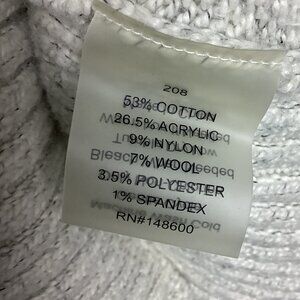 208
53% COTTON
26.5% ACRYLIC
9% NYLON
7% WOOL
3.5% POLYESTER
1% SPANDEX
RN#148600